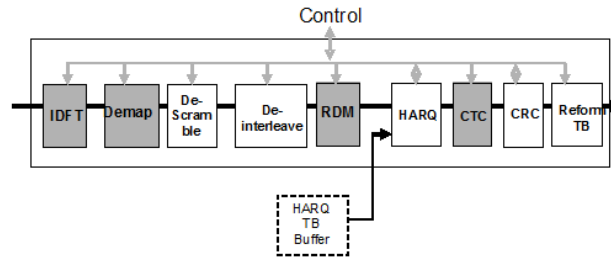 Control
IDFT
Demap
De-
Scram
ble
De-
interleave
RDM
HARQ
CTC
CRC
Reform
TB
HARQ
TB
Buffer